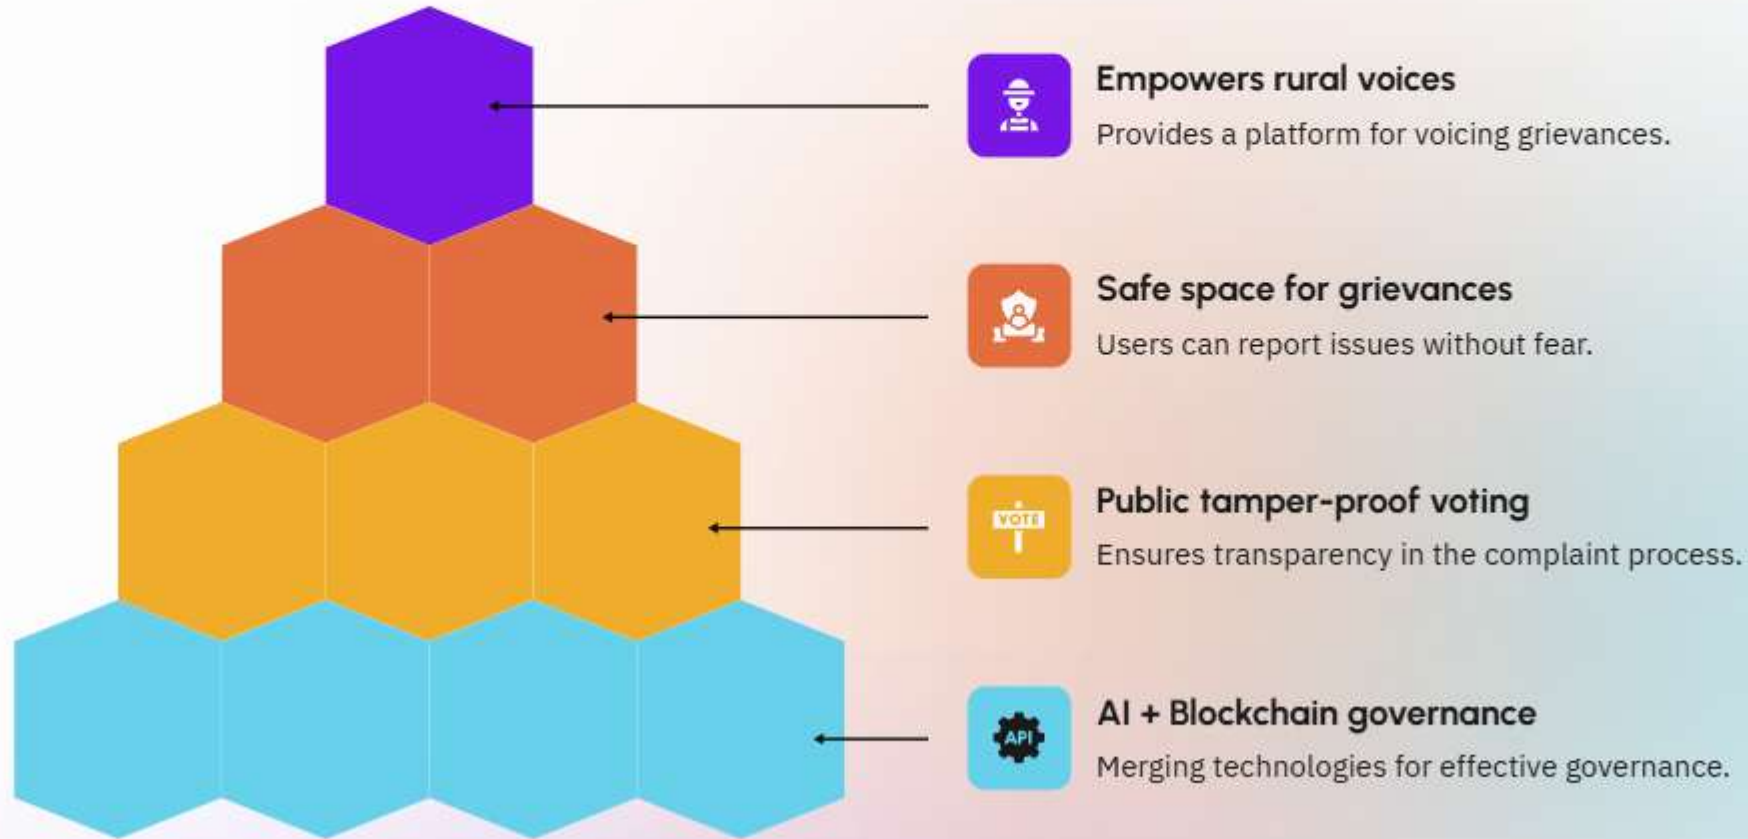 Empowers rural voices
Provides a platform for voicing grievances.
Safe space for grievances
Users can report issues without fear.
VOTE
Public tamper-proof voting
Ensures transparency in the complaint process.
API
AI + Blockchain governance
Merging technologies for effective governance.